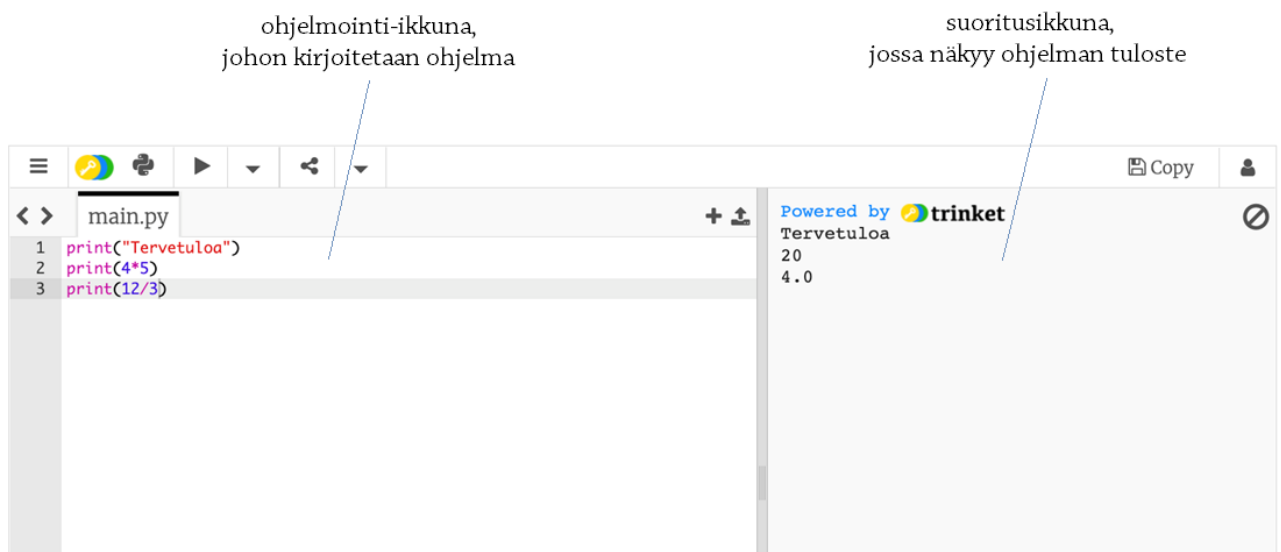 ohjelmointi-ikkuna,
johon kirjoitetaan ohjelma
suoritusikkuna,
jossa näkyy ohjelman tuloste
Copy
main.py
1 print("Tervetuloa")
2 print(4*5)
3 print(12/3)
Powered by trinket
Tervetuloa
20
4.0